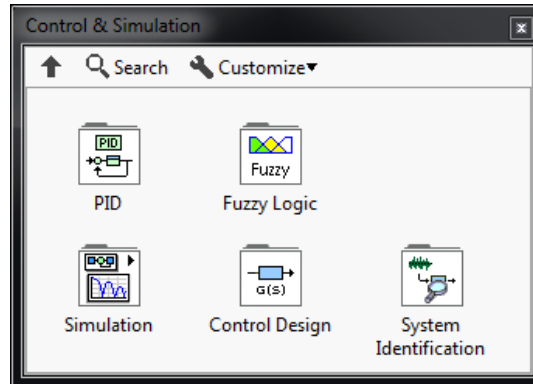 Control & Simulation
Search Customize
PID
Fuzzy
PID Fuzzy Logic
G(s)
Simulation Control Design System
Identification